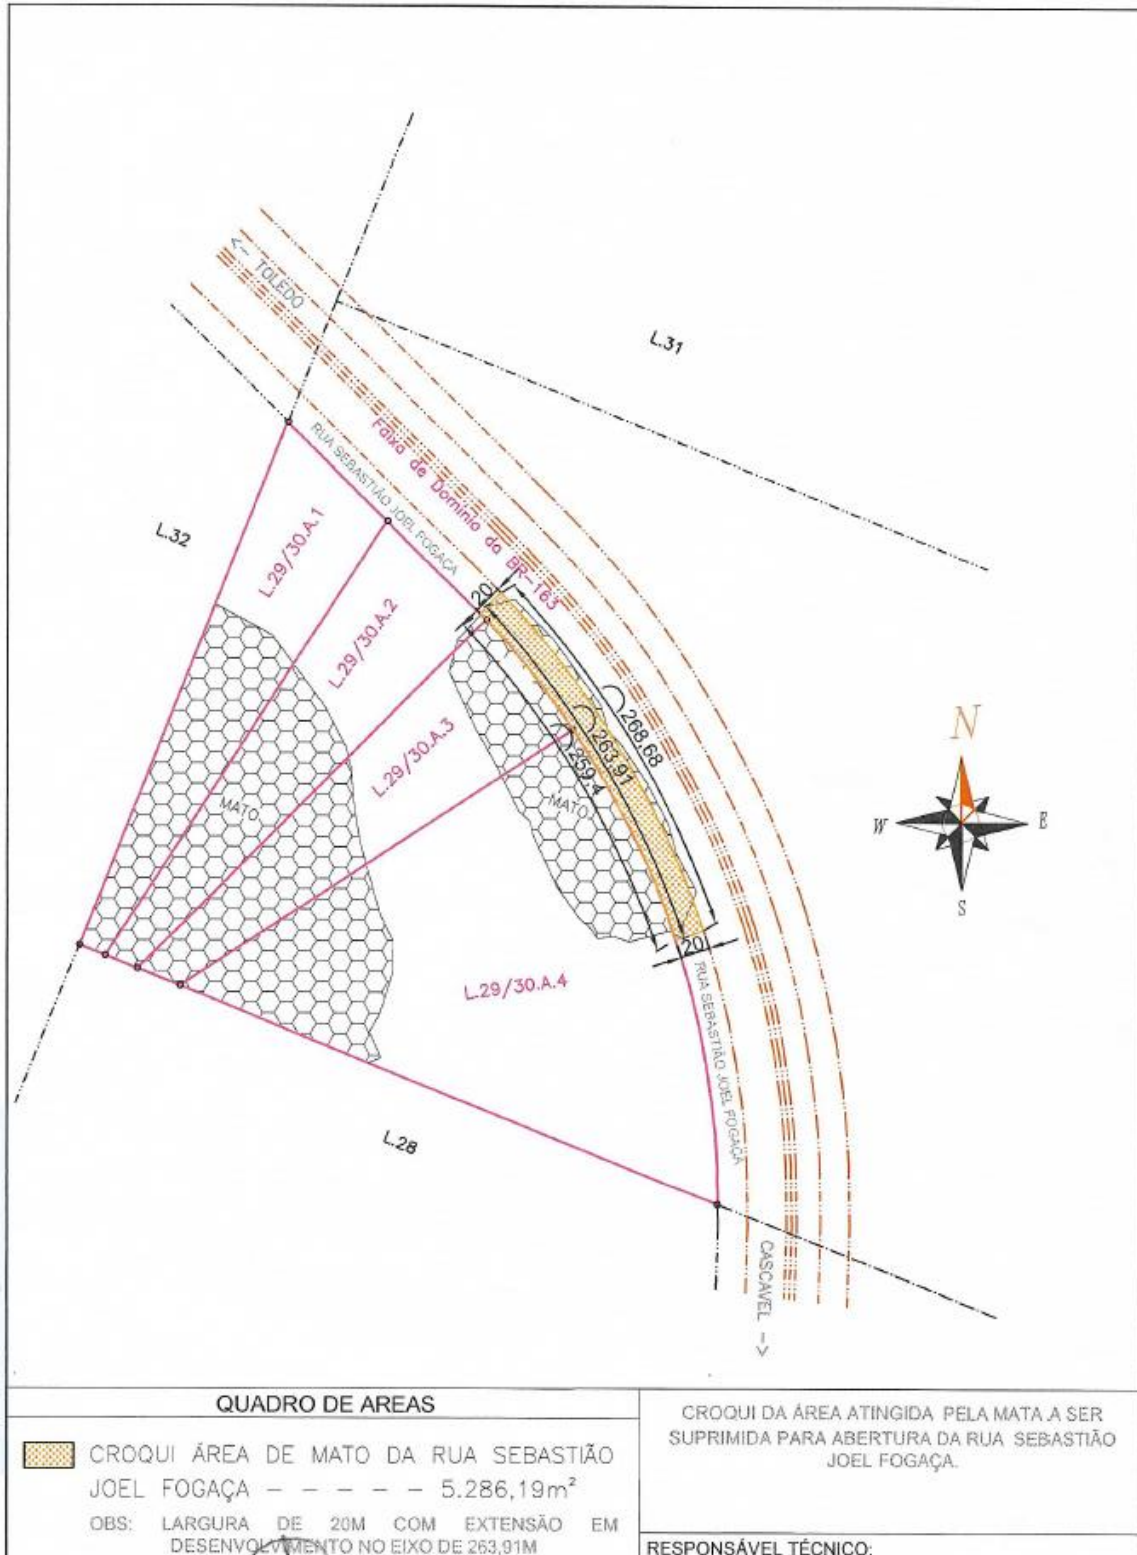 <-- TOLEDO
L.31
Faixa de Domínio da BR-163
RUA SEBASTIÃO JOEL FOGAÇA
L.32
L.29/30.A.1
L.29/30.A.2
L.29/30.A.3
20
268,68
263,91
259,4
MATO
MATO
N
W
E
S
20
L.29/30.A.4
RUA SEBASTIÃO JOEL FOGAÇA
L.28
CASCAVEL -->
QUADRO DE AREAS
CROQUI ÁREA DE MATO DA RUA SEBASTIÃO
JOEL FOGAÇA - - - - - 5.286,19m²
OBS: LARGURA DE 20M COM EXTENSÃO EM
DESENVOLVIMENTO NO EIXO DE 263,91M
CROQUI DA ÁREA ATINGIDA PELA MATA A SER
SUPRIMIDA PARA ABERTURA DA RUA SEBASTIÃO
JOEL FOGAÇA.
RESPONSÁVEL TÉCNICO: